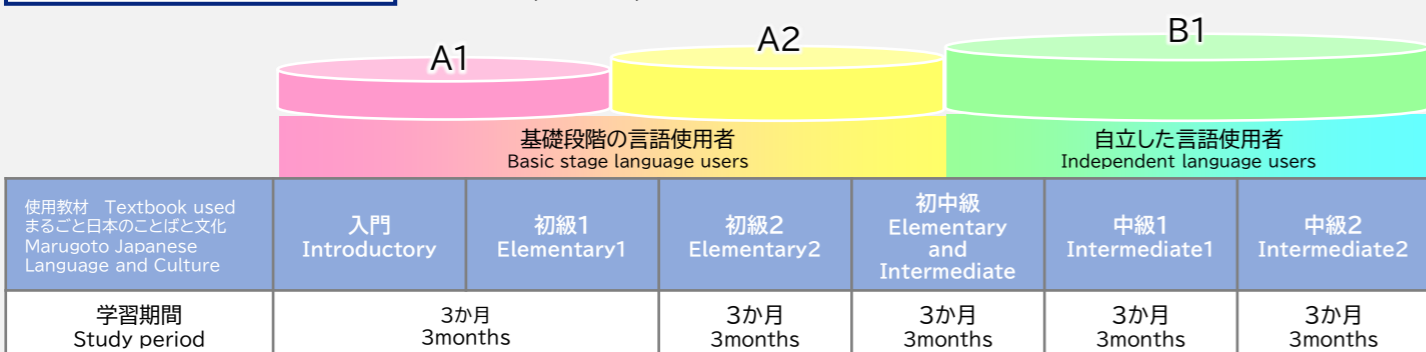 A1
A2
B1
基礎段階の言語使用者
Basic stage language users
自立した言語使用者
Independent language users
使用教材　Textbook used
まるごと日本のことばと文化
Marugoto Japanese
Language and Culture
入門
Introductory
初級1
Elementary1
初級2
Elementary2
初中級
Elementary
and
Intermediate
中級1
Intermediate1
中級2
Intermediate2
学習期間
Study period
3か月
3months
3か月
3months
3か月
3months
3か月
3months
3か月
3months